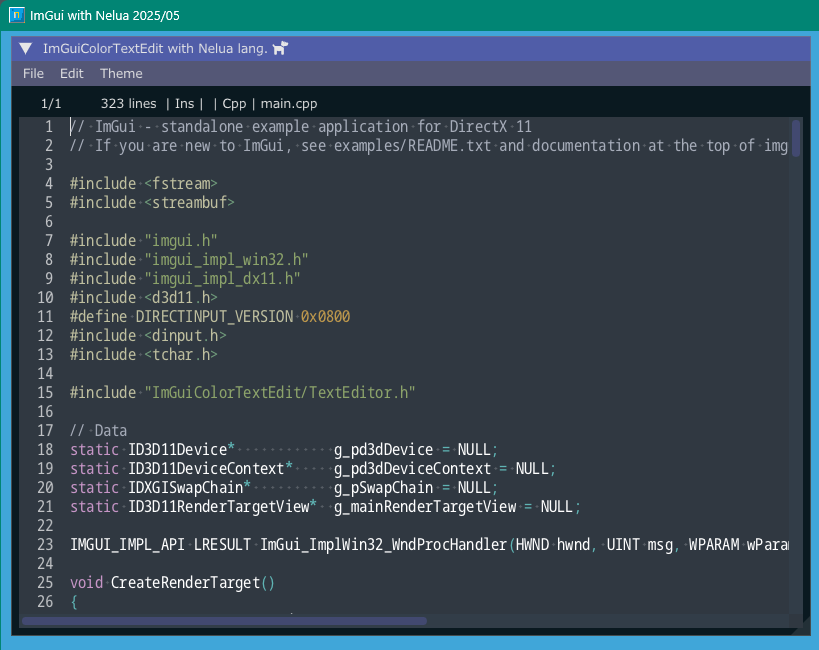 ImGui with Nelua 2025/05
ImGuiColorTextEdit with Nelua lang.
File Edit Theme
1/1 323 lines | Ins | | Cpp | main.cpp
1 // ImGui - standalone example application for DirectX 11
2 // If you are new to ImGui, see examples/README.txt and documentation at the top of img
3
4 #include <fstream>
5 #include <streambuf>
6
7 #include "imgui.h"
8 #include "imgui_impl_win32.h"
9 #include "imgui_impl_dx11.h"
10 #include <d3d11.h>
11 #define DIRECTINPUT_VERSION 0x0800
12 #include <dinput.h>
13 #include <tchar.h>
14
15 #include "ImGuiColorTextEdit/TextEditor.h"
16
17 // Data
18 static ID3D11Device*            g_pd3dDevice = NULL;
19 static ID3D11DeviceContext*     g_pd3dDeviceContext = NULL;
20 static IDXGISwapChain*          g_pSwapChain = NULL;
21 static ID3D11RenderTargetView*  g_mainRenderTargetView = NULL;
22
23 IMGUI_IMPL_API LRESULT ImGui_ImplWin32_WndProcHandler(HWND hwnd, UINT msg, WPARAM wParam
24
25 void CreateRenderTarget()
26 {